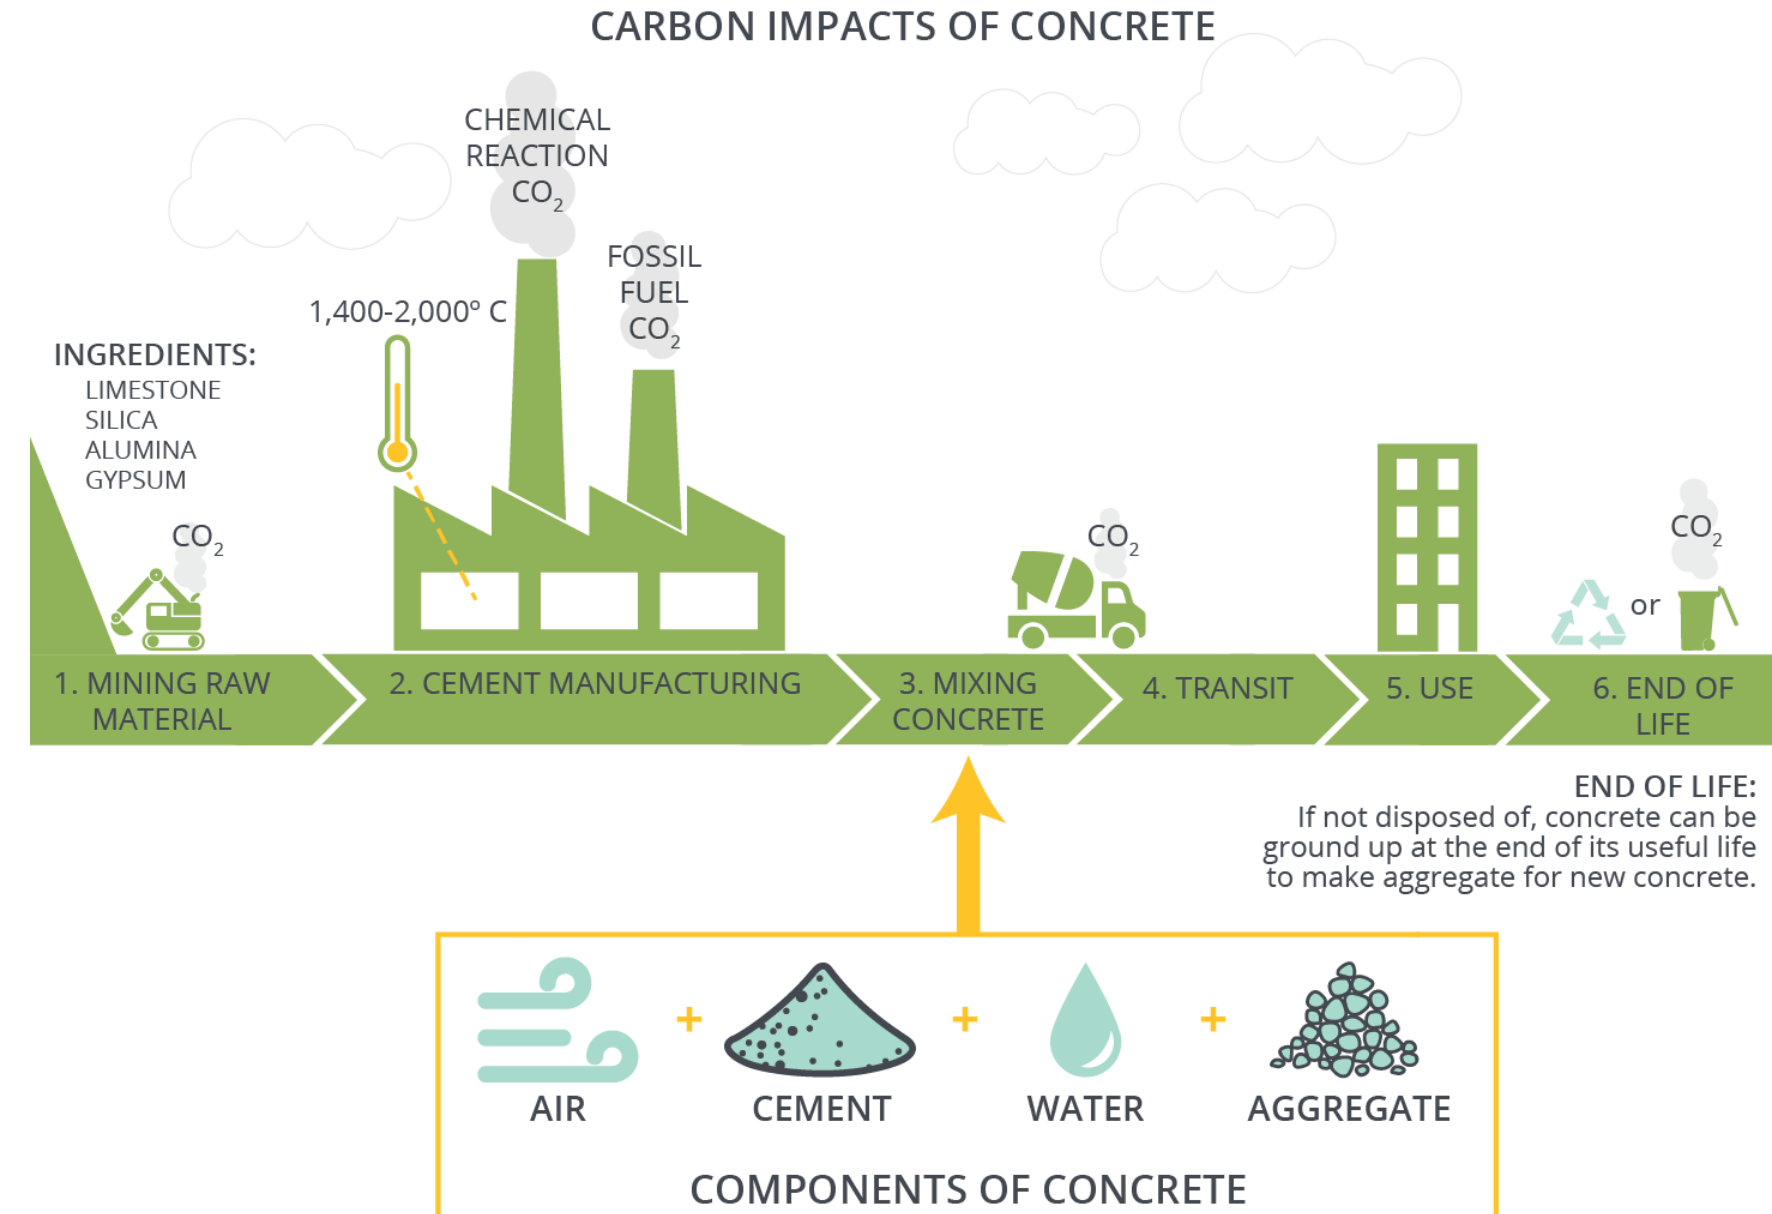 CARBON IMPACTS OF CONCRETE
CHEMICAL
REACTION
CO₂
FOSSIL
FUEL
CO₂
1,400-2,000º C
INGREDIENTS:
LIMESTONE
SILICA
ALUMINA
GYPSUM
CO₂
CO₂
CO₂
or
1. MINING RAW
MATERIAL
2. CEMENT MANUFACTURING
3. MIXING
CONCRETE
4. TRANSIT
5. USE
6. END OF
LIFE
END OF LIFE:
If not disposed of, concrete can be
ground up at the end of its useful life
to make aggregate for new concrete.
+
+
+
AIR
CEMENT
WATER
AGGREGATE
COMPONENTS OF CONCRETE